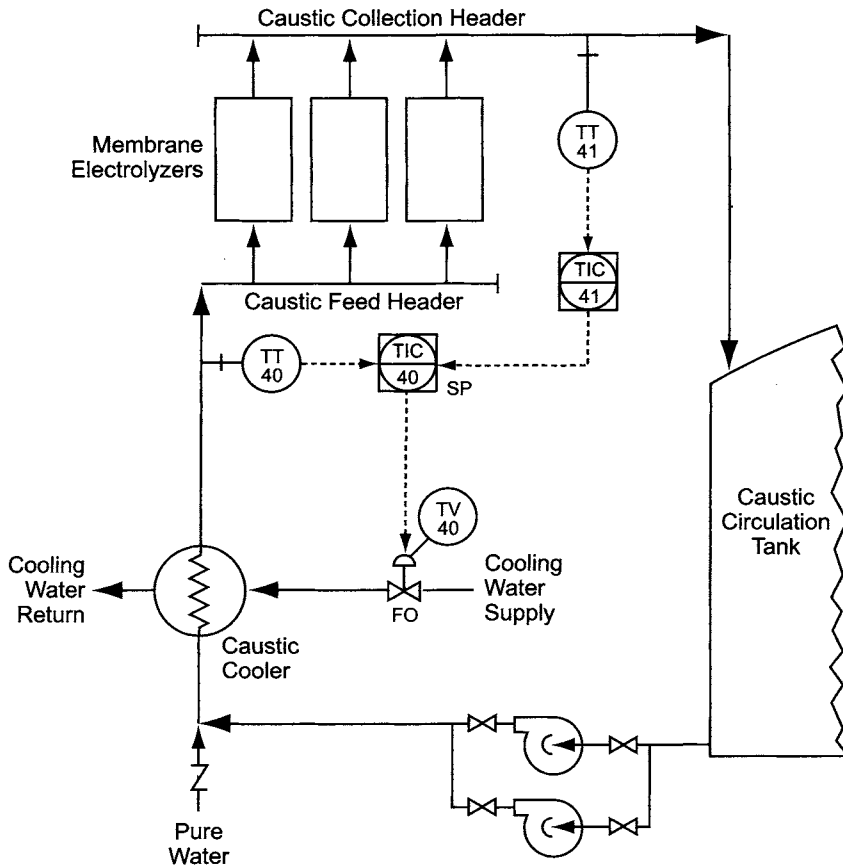 Caustic Collection Header
Membrane
Electrolyzers
TT
41
TIC
41
Caustic Feed Header
TT
40
TIC
40
SP
TV
40
Cooling
Water
Return
Cooling
Water
Supply
FO
Caustic
Cooler
Caustic
Circulation
Tank
Pure
Water